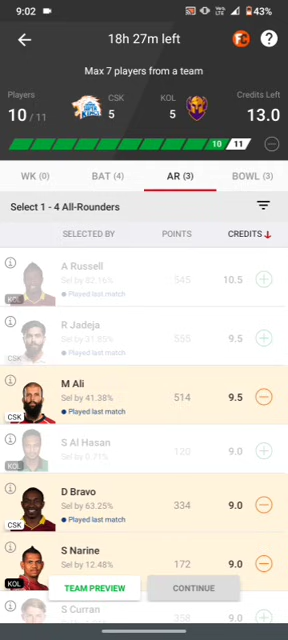 9:02
43%
18h 27m left
Max 7 players from a team
Players
CSK
KOL
Credits Left
10 / 11
5
5
13.0
10
11
WK (0)
BAT (4)
AR (3)
BOWL (3)
Select 1 - 4 All-Rounders
SELECTED BY
POINTS
CREDITS
A Russell
Sel by 82.16%
545
10.5
Played last match
KOL
R Jadeja
Sel by 31.85%
555
9.5
Played last match
CSK
M Ali
Sel by 41.38%
514
9.5
Played last match
CSK
S Al Hasan
Sel by 0.71%
120
9.0
KOL
D Bravo
Sel by 63.25%
334
9.0
Played last match
CSK
S Narine
Sel by 12.48%
172
9.0
KOL
TEAM PREVIEW
CONTINUE
S Curran
358
9.0